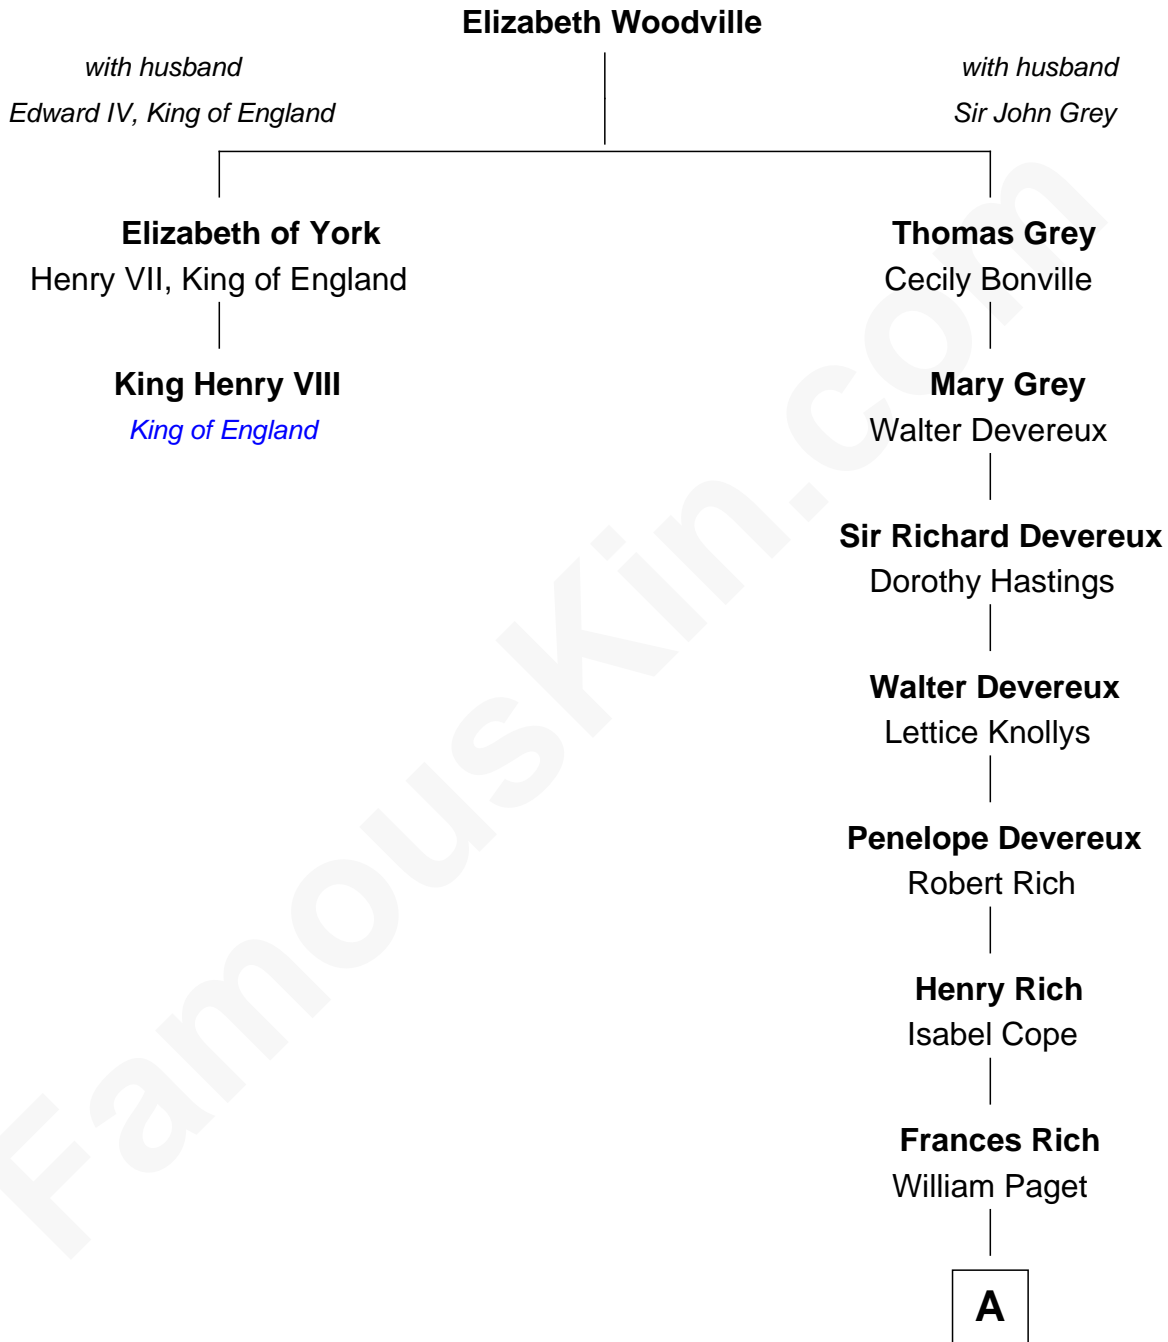 Elizabeth Woodville
with husband
Edward IV, King of England
with husband
Sir John Grey
Elizabeth of York
Henry VII, King of England
Thomas Grey
Cecily Bonville
King Henry VIII
King of England
Mary Grey
Walter Devereux
Sir Richard Devereux
Dorothy Hastings
Walter Devereux
Lettice Knollys
Penelope Devereux
Robert Rich
Henry Rich
Isabel Cope
Frances Rich
William Paget
A
FamousKin.com